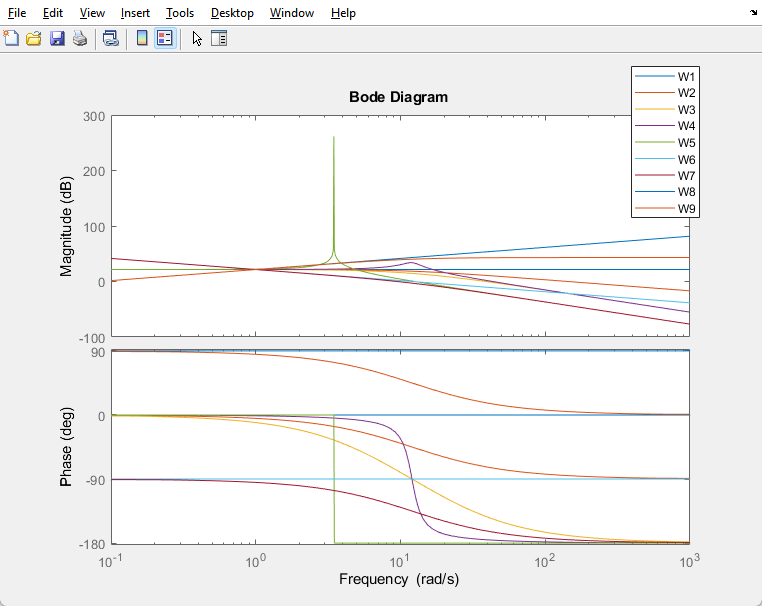 File Edit View Insert Tools Desktop Window Help
Bode Diagram
W1
W2
W3
W4
W5
W6
W7
W8
W9
Magnitude (dB)
300
200
100
0
-100
Phase (deg)
90
0
-90
-180
10^-1 10^0 10^1 10^2 10^3
Frequency (rad/s)